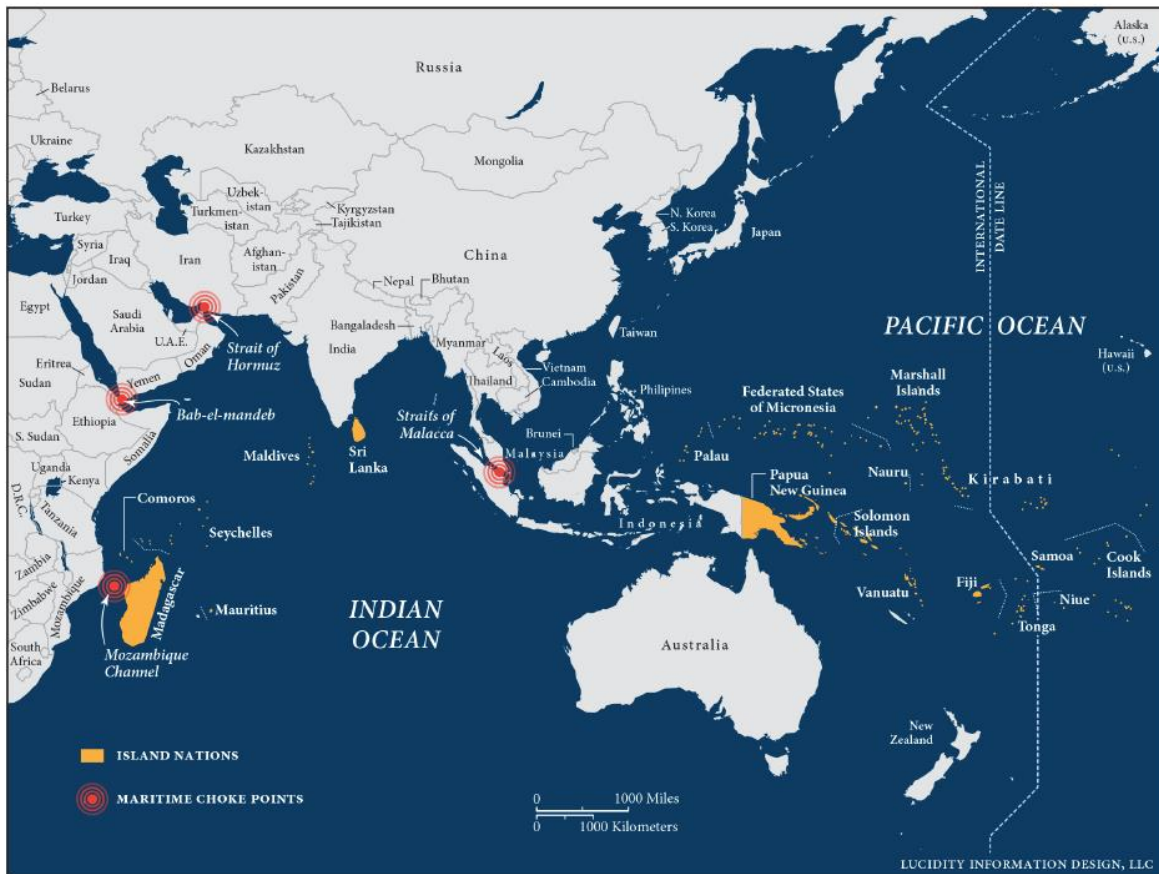 Alaska
(U.S.)
Russia
Belarus
Ukraine
Kazakhstan
Mongolia
Uzbek-
istan
Turkmen-
istan
Kyrgyzstan
Tajikistan
Turkey
N. Korea
S. Korea
Japan
INTERNATIONAL
DATE LINE
Syria
Iraq
Iran
Afghan-
istan
China
Jordan
Pakistan
Nepal
Bhutan
Egypt
Saudi
Arabia
U.A.E.
Oman
Strait of
Hormuz
Bangladesh
India
Myanmar
Laos
Taiwan
PACIFIC OCEAN
Hawaii
(U.S.)
Eritrea
Sudan
Yemen
Bab-el-mandeb
Thailand
Vietnam
Cambodia
Philipines
Marshall
Islands
Federated States
of Micronesia
Ethiopia
S. Sudan
Somalia
Maldives
Sri
Lanka
Straits of
Malacca
Brunei
Malaysia
Palau
Nauru
Kirabati
Uganda
Kenya
D.R.C.
Tanzania
Comoros
Seychelles
Indonesia
Papua
New Guinea
Solomon
Islands
Samoa
Cook
Islands
Zambia
Zimbabwe
Mozambique
Madagascar
Mauritius
INDIAN
OCEAN
Vanuatu
Fiji
Niue
Tonga
South
Africa
Mozambique
Channel
Australia
New
Zealand
ISLAND NATIONS
MARITIME CHOKE POINTS
0 1000 Miles
0 1000 Kilometers
LUCIDITY INFORMATION DESIGN, LLC